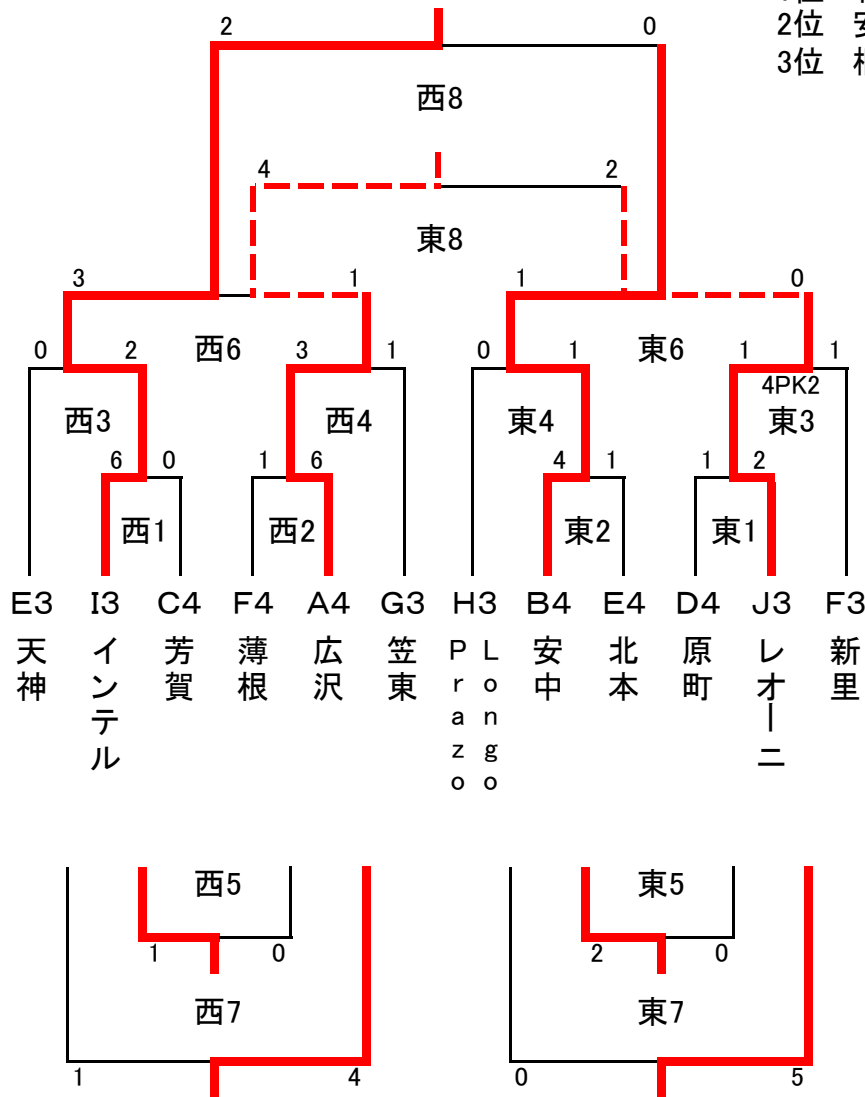 2 0
2位
3位
西8
4 2
東8
3 1 1 0
西6 東6
0 2 3 1 0 1 1 1
4PK2
西3 西4 東4 東3
6 0 1 6 4 1 1 2
西1 西2 東2 東1
E3 I3 C4 F4 A4 G3 H3 B4 E4 D4 J3 F3
天神
インテル
芳賀
薄根
広沢
笠東
Longo
Prazo
安中
北本
原町
レオーニ
新里
西5 東5
1 0 2 0
西7 東7
1 4 0 5